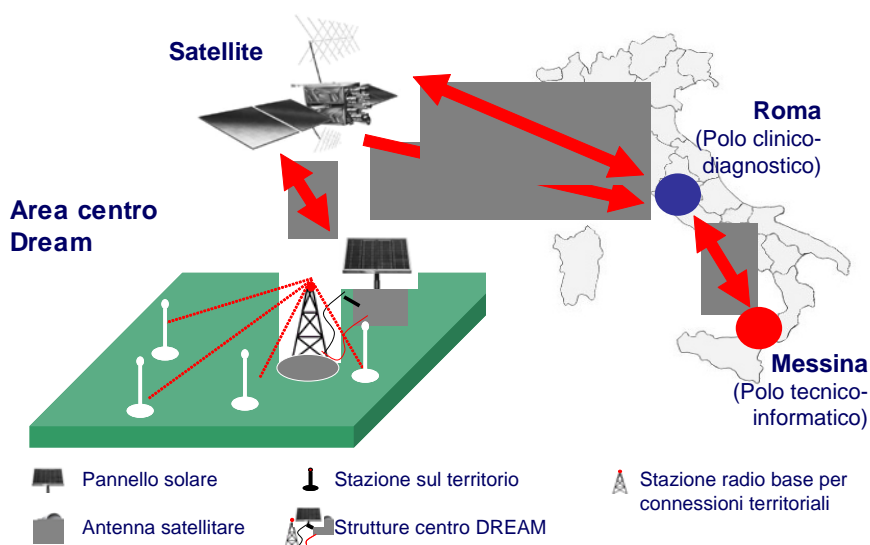 Satellite
Roma
(Polo clinico-
diagnostico)
Area centro
Dream
Messina
(Polo tecnico-
informatico)
Pannello solare
Stazione sul territorio
Stazione radio base per
connessioni territoriali
Antenna satellitare
Strutture centro DREAM